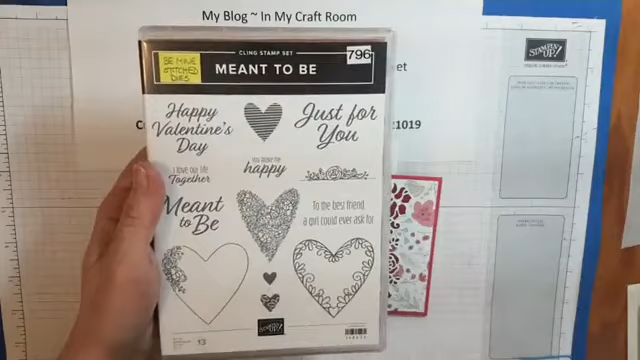 My Blog ~ In My Craft Room
CLING STAMP SET
MEANT TO BE
796
BE MINE
STITCHED
DIES
Happy
Valentine's
Day
Just for
You
I love our life
Together
you make me
happy
Meant
to Be
To the best friend
a girl could ever ask for
STAMPIN' UP!
13
STAMPIN' UP!
et
C
21019